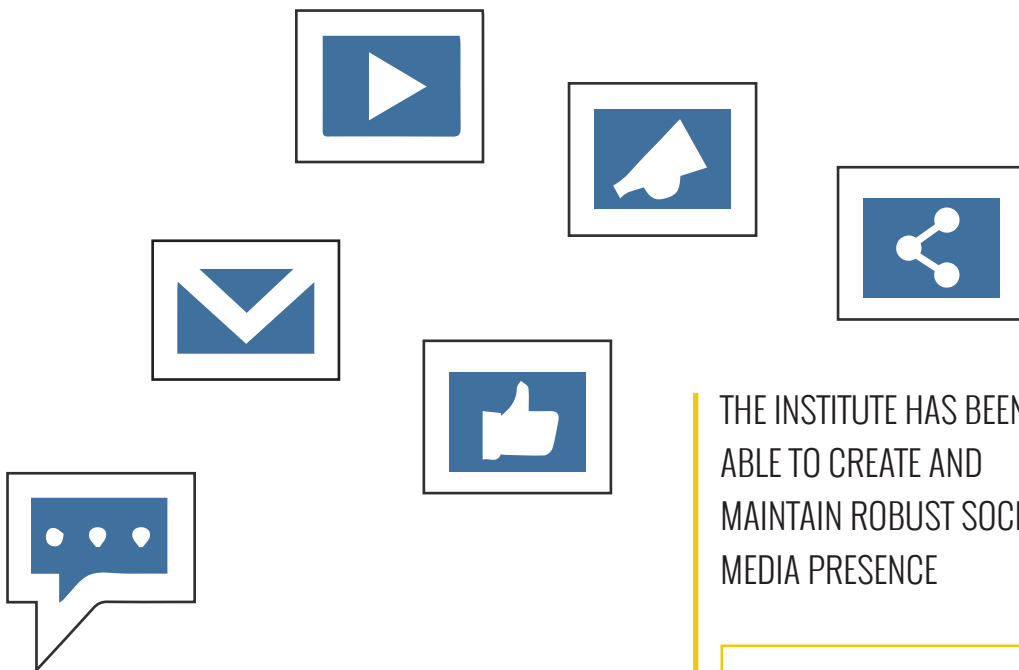 THE INSTITUTE HAS BEEN
ABLE TO CREATE AND
MAINTAIN ROBUST
MEDIA PRESENCE